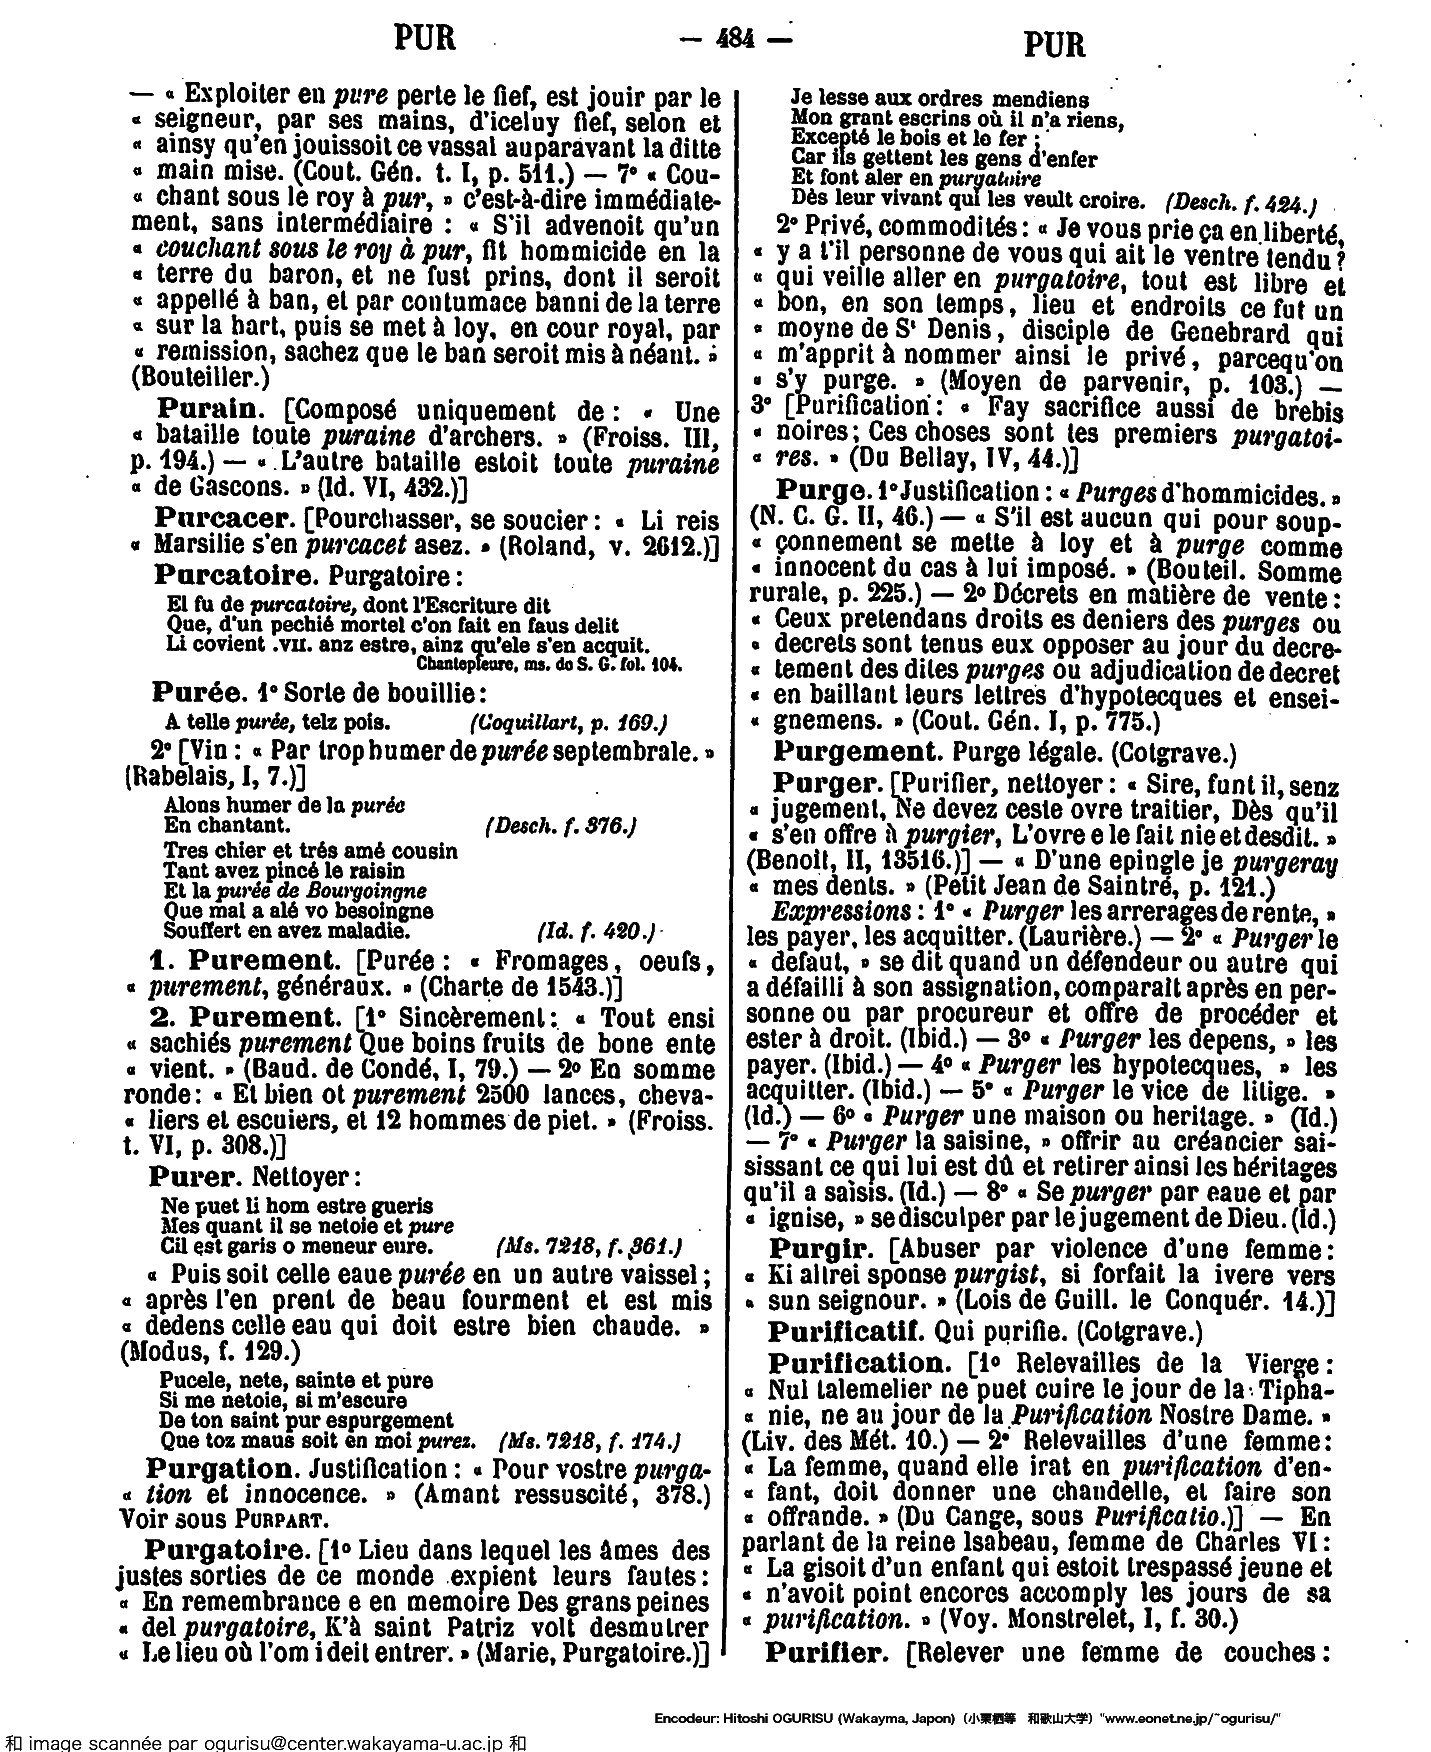 PUR — 484 — PUR
— « Exploiter en pure perte le fief, est jouir par le
« seigneur, par ses mains, d'iceluy fief, selon et
« ainsy qu'en jouissoit ce vassal auparavant la ditte
« main mise. (Cout. Gén. t. I, p. 511.) — 7° « Cou-
« chant sous le roy à pur, » c'est-à-dire immédiate-
ment, sans intermédiaire : « S'il advenoit qu'un
« couchant sous le roy à pur, fit hommicide en la
« terre du baron, et ne fust prins, dont il seroit
« appellé à ban, et par contumace banni de la terre
« sur la hart, puis se met à loy, en cour royal, par
« remission, sachez que le ban seroit mis à néant. »
(Bouteiller.)
Purain. [Composé uniquement de : « Une
« bataille toute puraine d'archers. » (Froiss. III,
p. 194.) — « L'autre bataille estoit toute puraine
« de Gascons. » (Id. VI, 432.)]
Purcacer. [Pourchasser, se soucier : « Li reis
« Marsilie s'en purcacet asez. » (Roland, v. 2612.)]
Purcatoire. Purgatoire :
El fu de purcatoire, dont l'Escriture dit
Que, d'un pechié mortel c'on fait en faus delit
Li covient .VII. anz estre, ainz qu'ele s'en acquit.
Chantepleure, ms. do S. G. fol. 104.
Purée. 1° Sorte de bouillie :
A telle purée, telz pois. (Coquillart, p. 169.)
2° [Vin : « Par trop humer de purée septembrale. »
(Rabelais, I, 7.)]
Alons humer de la purée
En chantant. (Desch. f. 376.)
Tres chier et trés amé cousin
Tant avez pincé le raisin
Et la purée de Bourgoingne
Que mal a alé vo besoingne
Souffert en avez maladie. (Id. f. 420.)
1. Purement. [Purée : « Fromages, oeufs,
« purement, généraux. » (Charte de 1543.)]
2. Purement. [1° Sincèrement : « Tout ensi
« sachiés purement Que boins fruits de bone ente
« vient. » (Baud. de Condé, I, 79.) — 2° En somme
ronde : « Et bien ot purement 2500 lances, cheva-
« liers et escuiers, et 12 hommes de piet. » (Froiss.
t. VI, p. 308.)]
Purer. Nettoyer :
Ne puet li hom estre gueris
Mes quant il se netoie et pure
Cil est garis o meneur eure. (Ms. 7218, f. 361.)
« Puis soit celle eaue purée en un autre vaissel ;
« après l'en prent de beau fourment et est mis
« dedens celle eau qui doit estre bien chaude. »
(Modus, f. 129.)
Pucele, nete, sainte et pure
Si me netoie, si m'escure
De ton saint pur espurgement
Que toz maus soit en moi purez. (Ms. 7218, f. 174.)
Purgation. Justification : « Pour vostre purga-
« tion et innocence. » (Amant ressuscité, 378.)
Voir sous PURPART.
Purgatoire. [1° Lieu dans lequel les âmes des
justes sorties de ce monde expient leurs fautes :
« En remembrance e en memoire Des grans peines
« del purgatoire, K'à saint Patriz volt desmutrer
« Le lieu où l'om i deit entrer. » (Marie, Purgatoire.)]
Je lesse aux ordres mendiens
Mon grant escrins où il n'a riens,
Excepté le bois et le fer ;
Car ils gettent les gens d'enfer
Et font aler en purgatoire
Dès leur vivant qui les veult croire. (Desch. f. 424.)
2° Privé, commodités : « Je vous prie ça en liberté,
« y a t'il personne de vous qui ait le ventre tendu ?
« qui veille aller en purgatoire, tout est libre et
« bon, en son temps, lieu et endroits ce fut un
« moyne de St Denis, disciple de Genebrard qui
« m'apprit à nommer ainsi le privé, parcequ'on
« s'y purge. » (Moyen de parvenir, p. 103.) —
3° [Purification : « Fay sacrifice aussi de brebis
« noires ; Ces choses sont tes premiers purgatoi-
« res. » (Du Bellay, IV, 44.)]
Purge. 1° Justification : « Purges d'hommicides. »
(N. C. G. II, 46.) — « S'il est aucun qui pour soup-
« çonnement se mette à loy et à purge comme
« innocent du cas à lui imposé. » (Bouteil. Somme
rurale, p. 225.) — 2° Décrets en matière de vente :
« Ceux pretendans droits es deniers des purges ou
« decrets sont tenus eux opposer au jour du decre-
« tement des dites purges ou adjudication de decret
« en baillant leurs lettres d'hypotecques et ensei-
« gnemens. » (Cout. Gén. I, p. 775.)
Purgement. Purge légale. (Cotgrave.)
Purger. [Purifier, nettoyer : « Sire, funt il, senz
« jugement, Ne devez ceste ovre traitier, Dès qu'il
« s'en offre à purgier, L'ovre e le fait nie et desdit. »
(Benoit, II, 13516.)] — « D'une epingle je purgeray
« mes dents. » (Petit Jean de Saintré, p. 121.)
Expressions : 1° « Purger les arrerages de rente, »
les payer, les acquitter. (Laurière.) — 2° « Purger le
« defaut, » se dit quand un défendeur ou autre qui
a défailli à son assignation, comparait après en per-
sonne ou par procureur et offre de procéder et
ester à droit. (Ibid.) — 3° « Purger les depens, » les
payer. (Ibid.) — 4° « Purger les hypotecques, » les
acquitter. (Ibid.) — 5° « Purger le vice de litige. »
(Id.) — 6° « Purger une maison ou heritage. » (Id.)
— 7° « Purger la saisine, » offrir au créancier sai-
sissant ce qui lui est dû et retirer ainsi les héritages
qu'il a saisis. (Id.) — 8° « Se purger par eaue et par
« ignise, » se disculper par le jugement de Dieu. (Id.)
Purgir. [Abuser par violence d'une femme :
« Ki altrei sponse purgist, si forfait la ivere vers
« sun seignour. » (Lois de Guill. le Conquér. 14.)]
Purificatif. Qui purifie. (Cotgrave.)
Purification. [1° Relevailles de la Vierge :
« Nul talemelier ne puet cuire le jour de la Tipha-
« nie, ne au jour de la Purification Nostre Dame. »
(Liv. des Mét. 10.) — 2° Relevailles d'une femme :
« La femme, quand elle irat en purification d'en-
« fant, doit donner une chandelle, et faire son
« offrande. » (Du Cange, sous Purificatio.)] — En
parlant de la reine Isabeau, femme de Charles VI :
« La gisoit d'un enfant qui estoit trespassé jeune et
« n'avoit point encores accomply les jours de sa
« purification. » (Voy. Monstrelet, I, f. 30.)
Purifier. [Relever une femme de couches :
Encodeur: Hitoshi OGURISU (Wakayma, Japon) (小栗栖等 和歌山大学) "www.eonet.ne.jp/~ogurisu/"
和 image scannée par ogurisu@center.wakayama-u.ac.jp 和